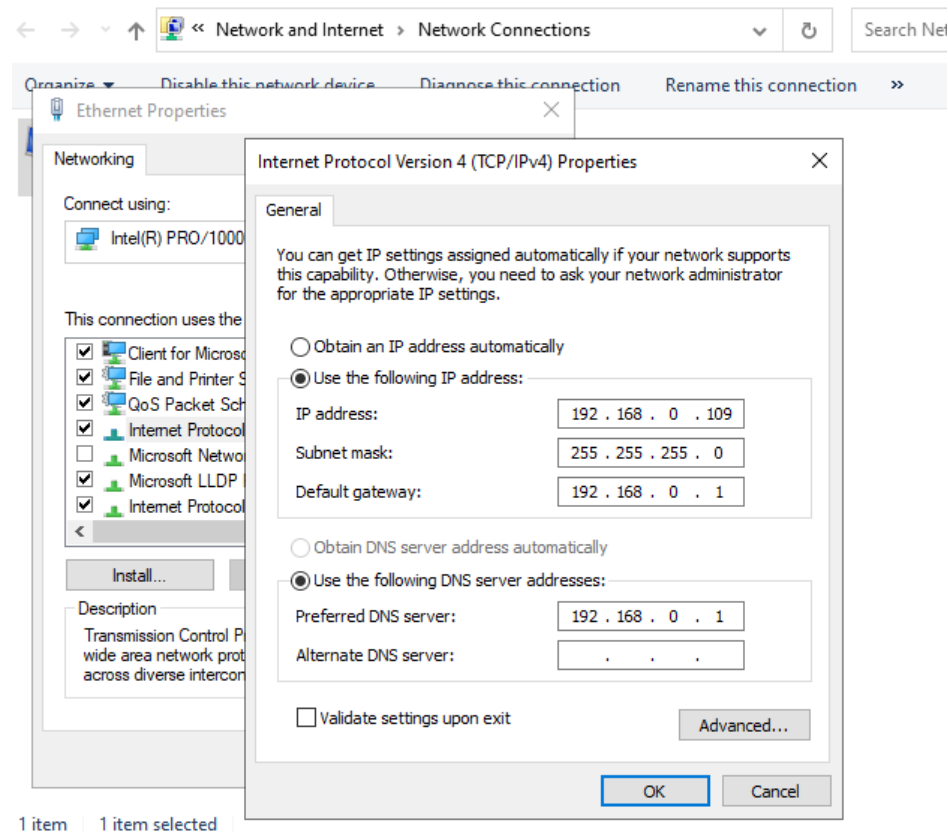 « Network and Internet › Network Connections
Search Net
Organize Disable this network device Diagnose this connection Rename this connection »
Ethernet Properties
Networking
Connect using:
Intel(R) PRO/1000
This connection uses the
Client for Microso
File and Printer S
QoS Packet Sch
Internet Protocol
Microsoft Networ
Microsoft LLDP
Internet Protocol
Install...
Description
Transmission Control P
wide area network prot
across diverse intercon
Internet Protocol Version 4 (TCP/IPv4) Properties
General
You can get IP settings assigned automatically if your network supports
this capability. Otherwise, you need to ask your network administrator
for the appropriate IP settings.
Obtain an IP address automatically
Use the following IP address:
IP address: 192 . 168 . 0 . 109
Subnet mask: 255 . 255 . 255 . 0
Default gateway: 192 . 168 . 0 . 1
Obtain DNS server address automatically
Use the following DNS server addresses:
Preferred DNS server: 192 . 168 . 0 . 1
Alternate DNS server: . . .
Validate settings upon exit
Advanced...
OK Cancel
1 item 1 item selected